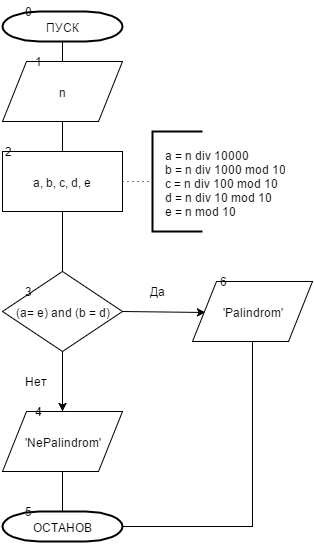 0
ПУСК
1
n
2
a, b, c, d, e
a = n div 10000
b = n div 1000 mod 10
c = n div 100 mod 10
d = n div 10 mod 10
e = n mod 10
3
(a= e) and (b = d)
Да
6
'Palindrom'
Нет
4
'NePalindrom'
5
ОСТАНОВ